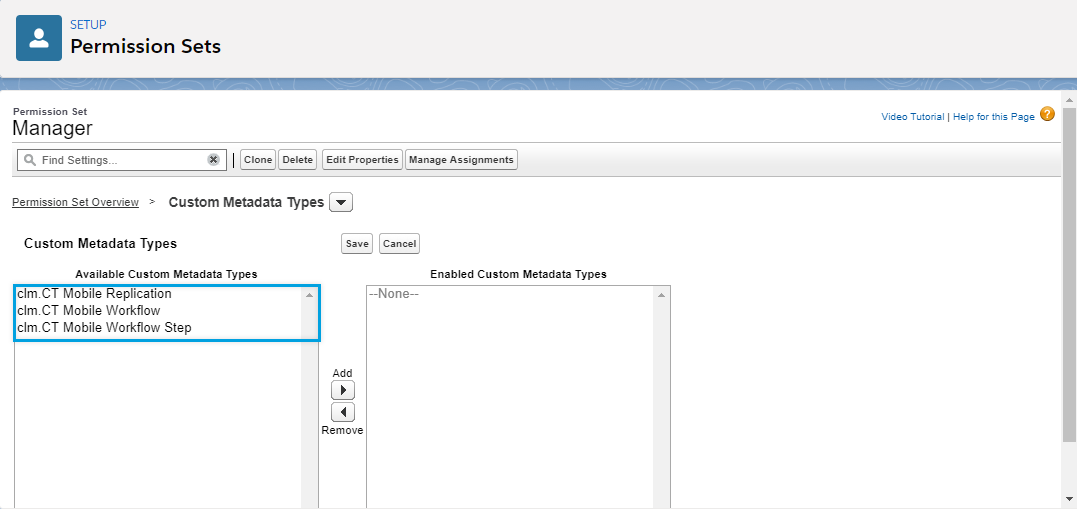 SETUP
Permission Sets
Permission Set
Manager
Video Tutorial | Help for this Page ?
Find Settings... | Clone Delete Edit Properties Manage Assignments
Permission Set Overview > Custom Metadata Types
Custom Metadata Types Save Cancel
Available Custom Metadata Types Enabled Custom Metadata Types
clm.CT Mobile Replication
clm.CT Mobile Workflow
clm.CT Mobile Workflow Step
--None--
Add
Remove